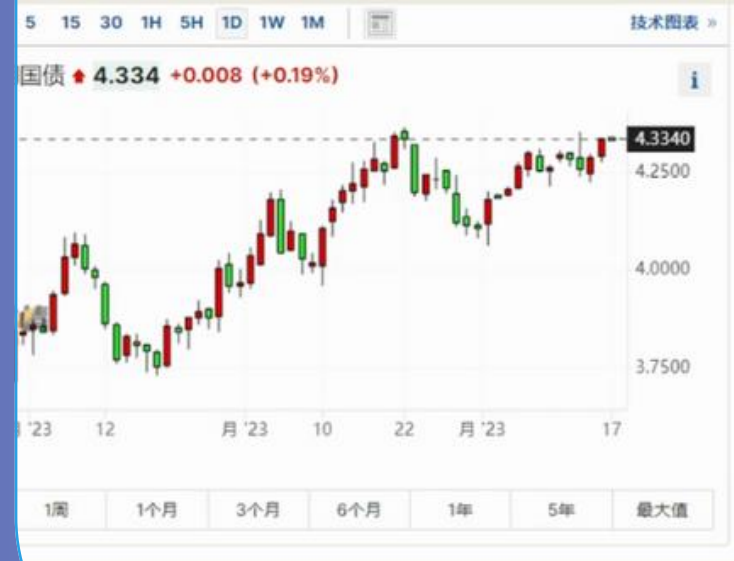 5 15 30 1H 5H 1D 1W 1M 技术图表 »
国债 4.334 +0.008 (+0.19%)
i
4.3340
4.2500
4.0000
3.7500
'23 12 月 '23 10 22 月 '23 17
1周 1个月 3个月 6个月 1年 5年 最大值